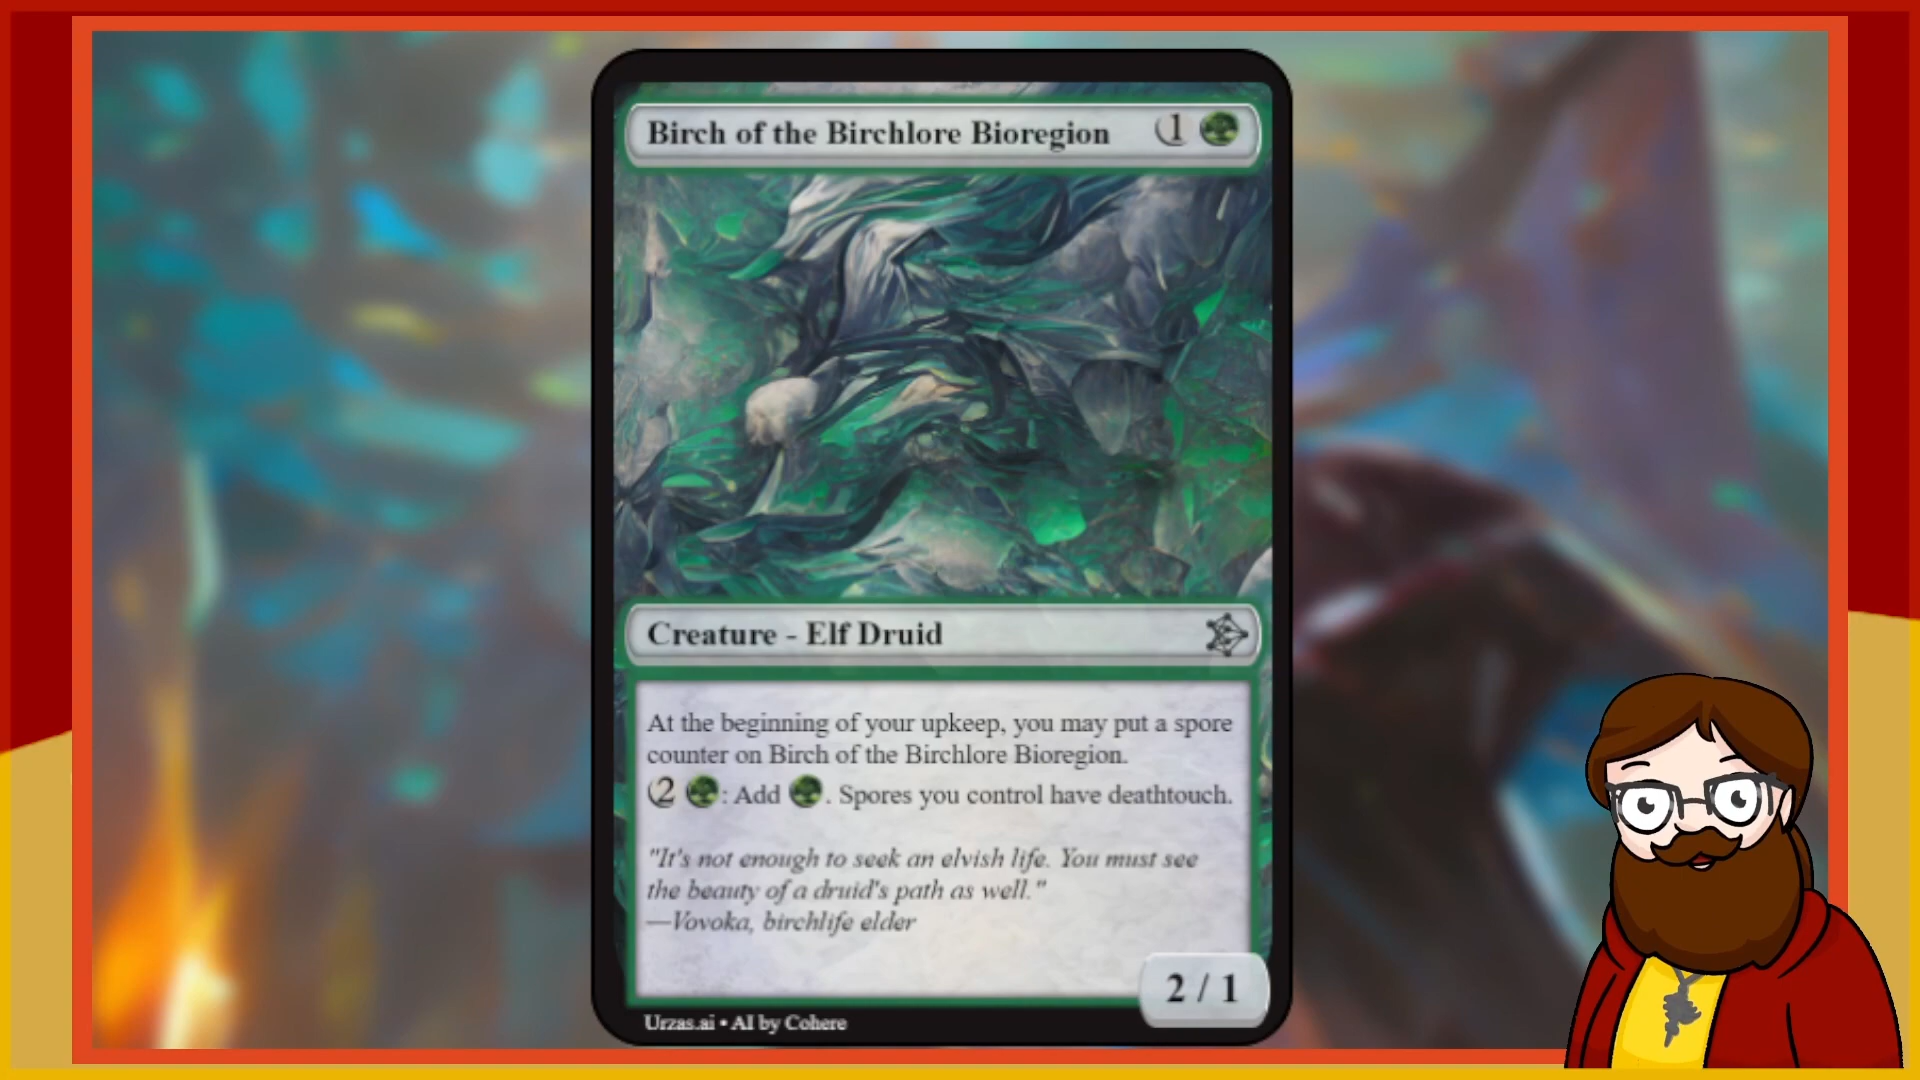 Birch of the Birchlore Bioregion 1
Creature - Elf Druid
At the beginning of your upkeep, you may put a spore
counter on Birch of the Birchlore Bioregion.
2 : Add . Spores you control have deathtouch.
"It's not enough to seek an elvish life. You must see
the beauty of a druid's path as well."
—Vovoka, birchlife elder
2 / 1
Urzas.ai • AI by Cohere